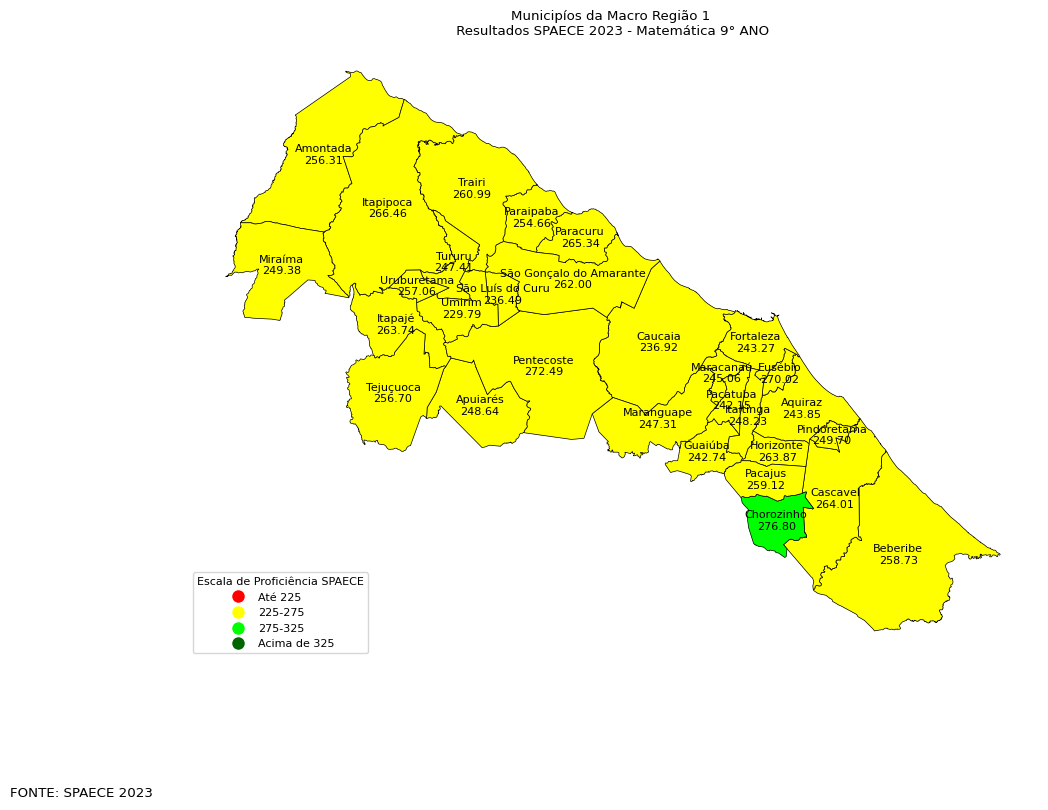 Municipíos da Macro Região 1
Resultados SPAECE 2023 - Matemática 9° ANO
Amontada
256.31
Itapipoca
266.46
Trairi
260.99
Paraipaba
254.66
Paracuru
265.34
Miraíma
249.38
Tururu
247.41
Uruburetama
257.06
São Luís do Curu
236.49
São Gonçalo do Amarante
262.00
Umirim
229.79
Itapajé
263.74
Caucaia
236.92
Fortaleza
243.27
Pentecoste
272.49
Maracanaú
245.06
Eusébio
270.02
Tejuçuoca
256.70
Apuiarés
248.64
Pacatuba
242.15
Itaitinga
248.23
Aquiraz
243.85
Maranguape
247.31
Pindoretama
249.70
Guaiúba
242.74
Horizonte
263.87
Pacajus
259.12
Cascavel
264.01
Chorozinho
276.80
Beberibe
258.73
Escala de Proficiência SPAECE
Até 225
225-275
275-325
Acima de 325
FONTE: SPAECE 2023